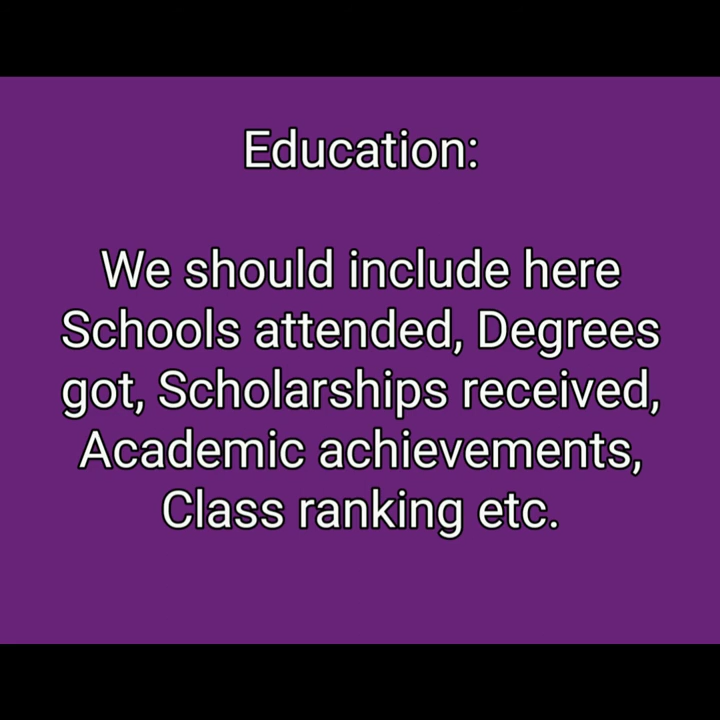 Education:
We should include here
Schools attended, Degrees
got, Scholarships received,
Academic achievements,
Class ranking etc.